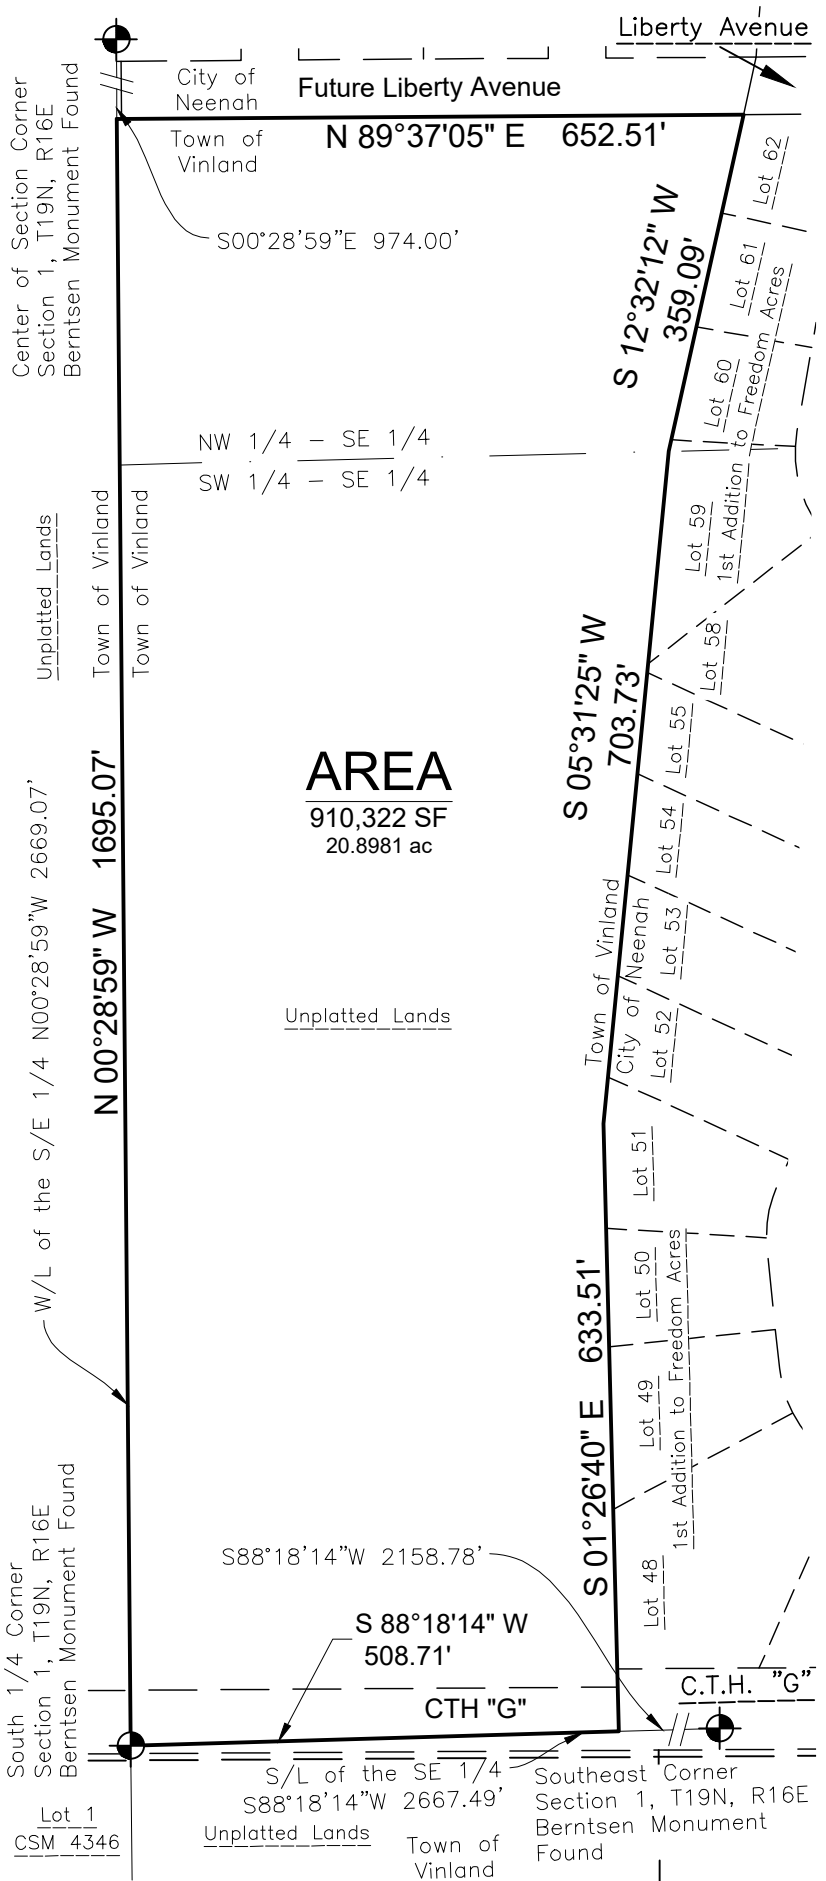 Liberty Avenue
City of
Neenah
Future Liberty Avenue
Town of
Vinland
N 89°37'05" E 652.51'
Center of Section Corner
Section 1, T19N, R16E
Berntsen Monument Found
S00°28'59"E 974.00'
S 12°32'12" W
359.09'
Lot 62
Lot 61
Lot 60
1st Addition to Freedom Acres
NW 1/4 - SE 1/4
SW 1/4 - SE 1/4
Unplatted Lands
Town of Vinland
Town of Vinland
Lot 59
Lot 58
S 05°31'25" W
703.73'
Lot 55
Lot 54
Lot 53
Lot 52
AREA
910,322 SF
20.8981 ac
W/L of the S/E 1/4 N00°28'59"W 2669.07'
N 00°28'59" W 1695.07'
Town of Vinland
City of Neenah
Unplatted Lands
Lot 51
Lot 50
Lot 49
Lot 48
1st Addition to Freedom Acres
S 01°26'40" E 633.51'
South 1/4 Corner
Section 1, T19N, R16E
Berntsen Monument Found
S88°18'14"W 2158.78'
S 88°18'14" W
508.71'
CTH "G"
C.T.H. "G"
S/L of the SE 1/4
S88°18'14"W 2667.49'
Southeast Corner
Section 1, T19N, R16E
Berntsen Monument
Found
Lot 1
CSM 4346
Unplatted Lands
Town of
Vinland